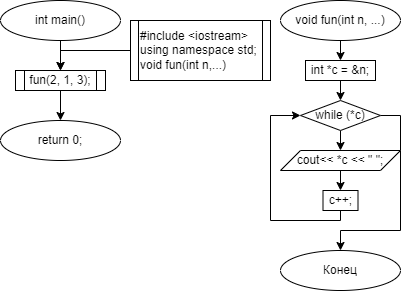 int main()
#include <iostream>
using namespace std;
void fun(int n,...)
fun(2, 1, 3);
return 0;
void fun(int n, ...)
int *c = &n;
while (*c)
cout<< *c << " ";
c++;
Конец